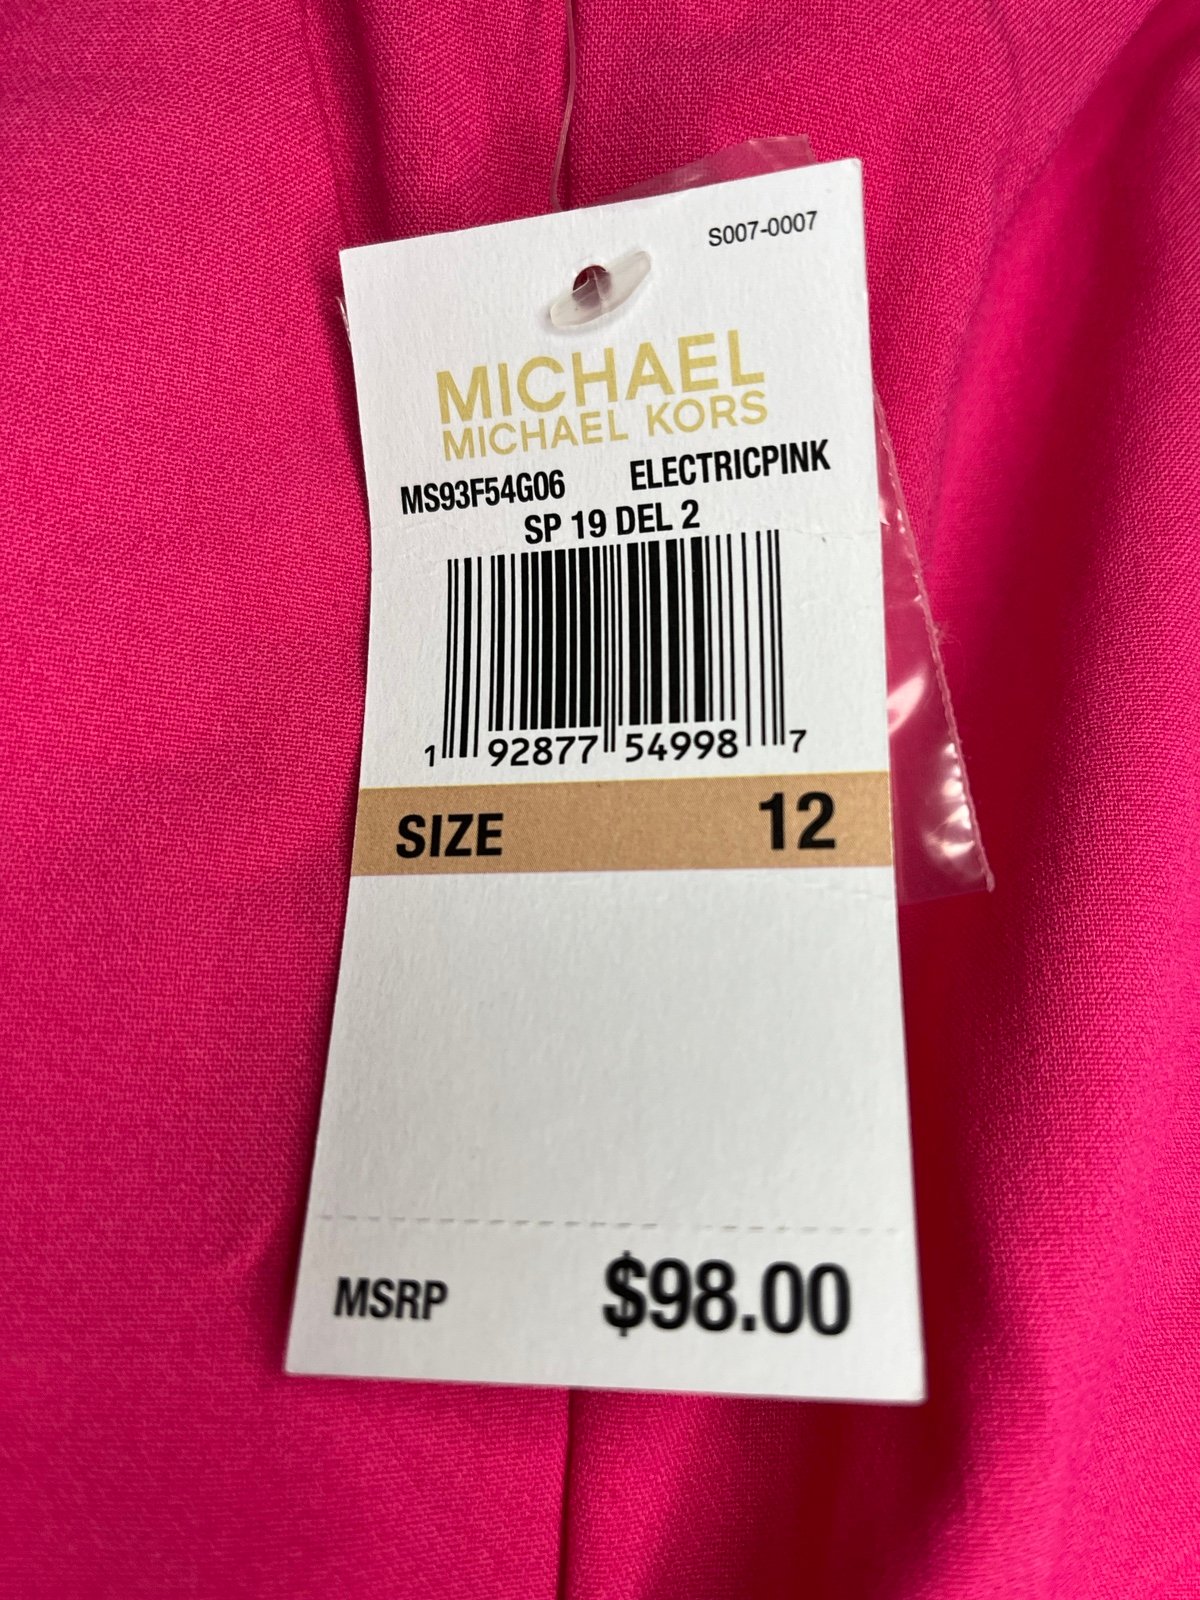 S007-0007
MICHAEL
MICHAEL KORS
MS93F54G06 ELECTRICPINK
SP 19 DEL 2
1 92877 54998 7
SIZE 12
MSRP $98.00